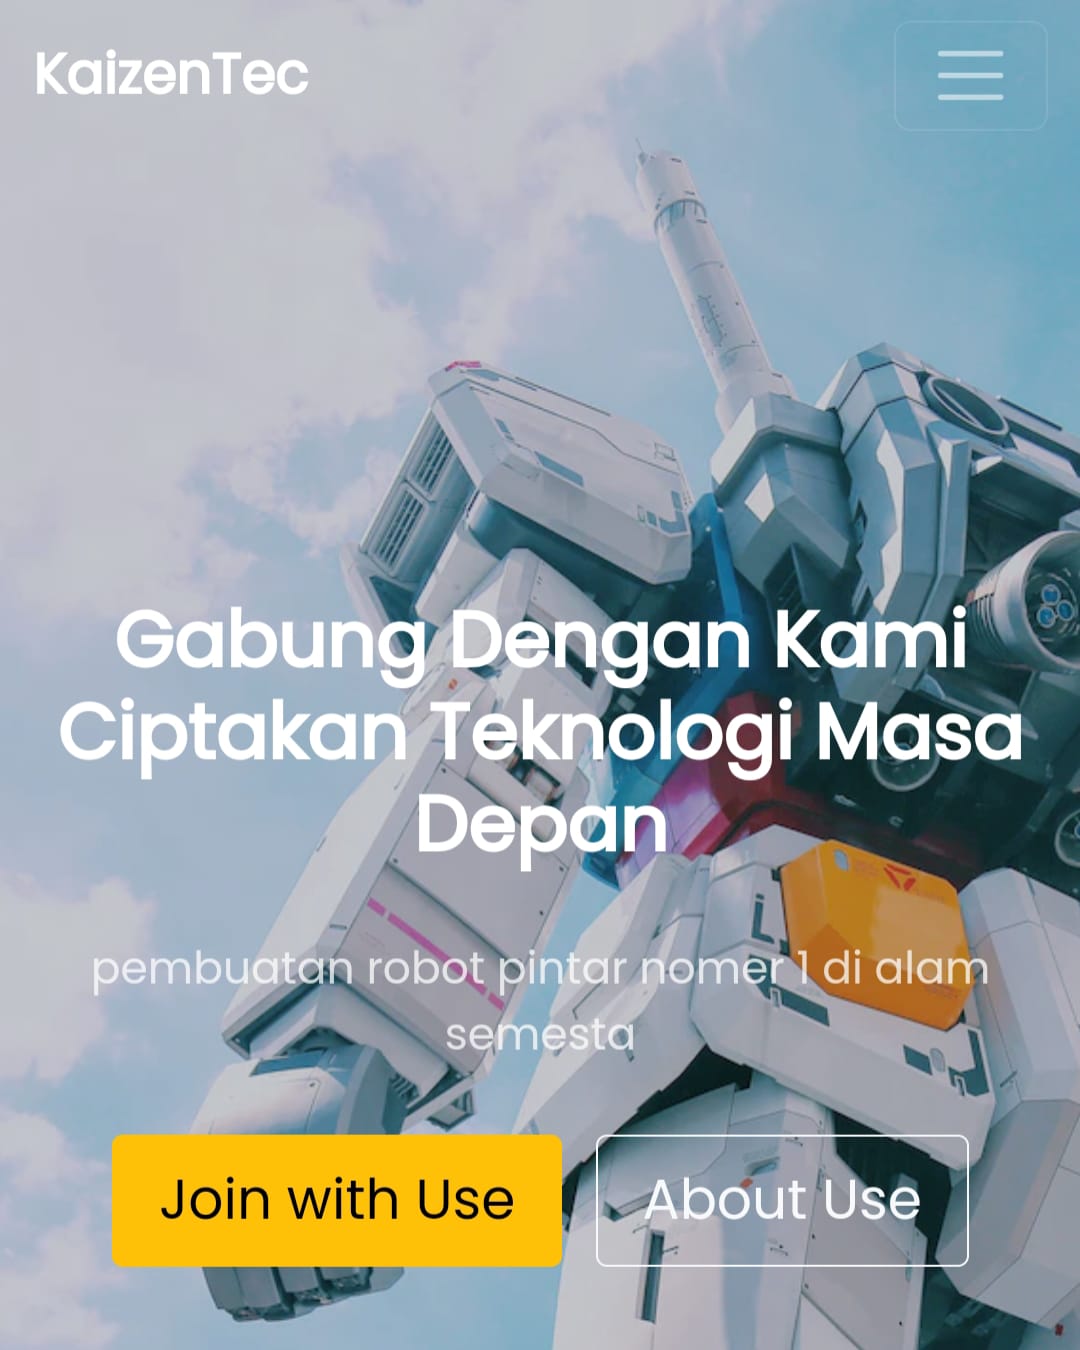 KaizenTec
Gabung Dengan Kami
Ciptakan Teknologi Masa
Depan
pembuatan robot pintar nomer 1 di alam
semesta
Join with Use
About Use